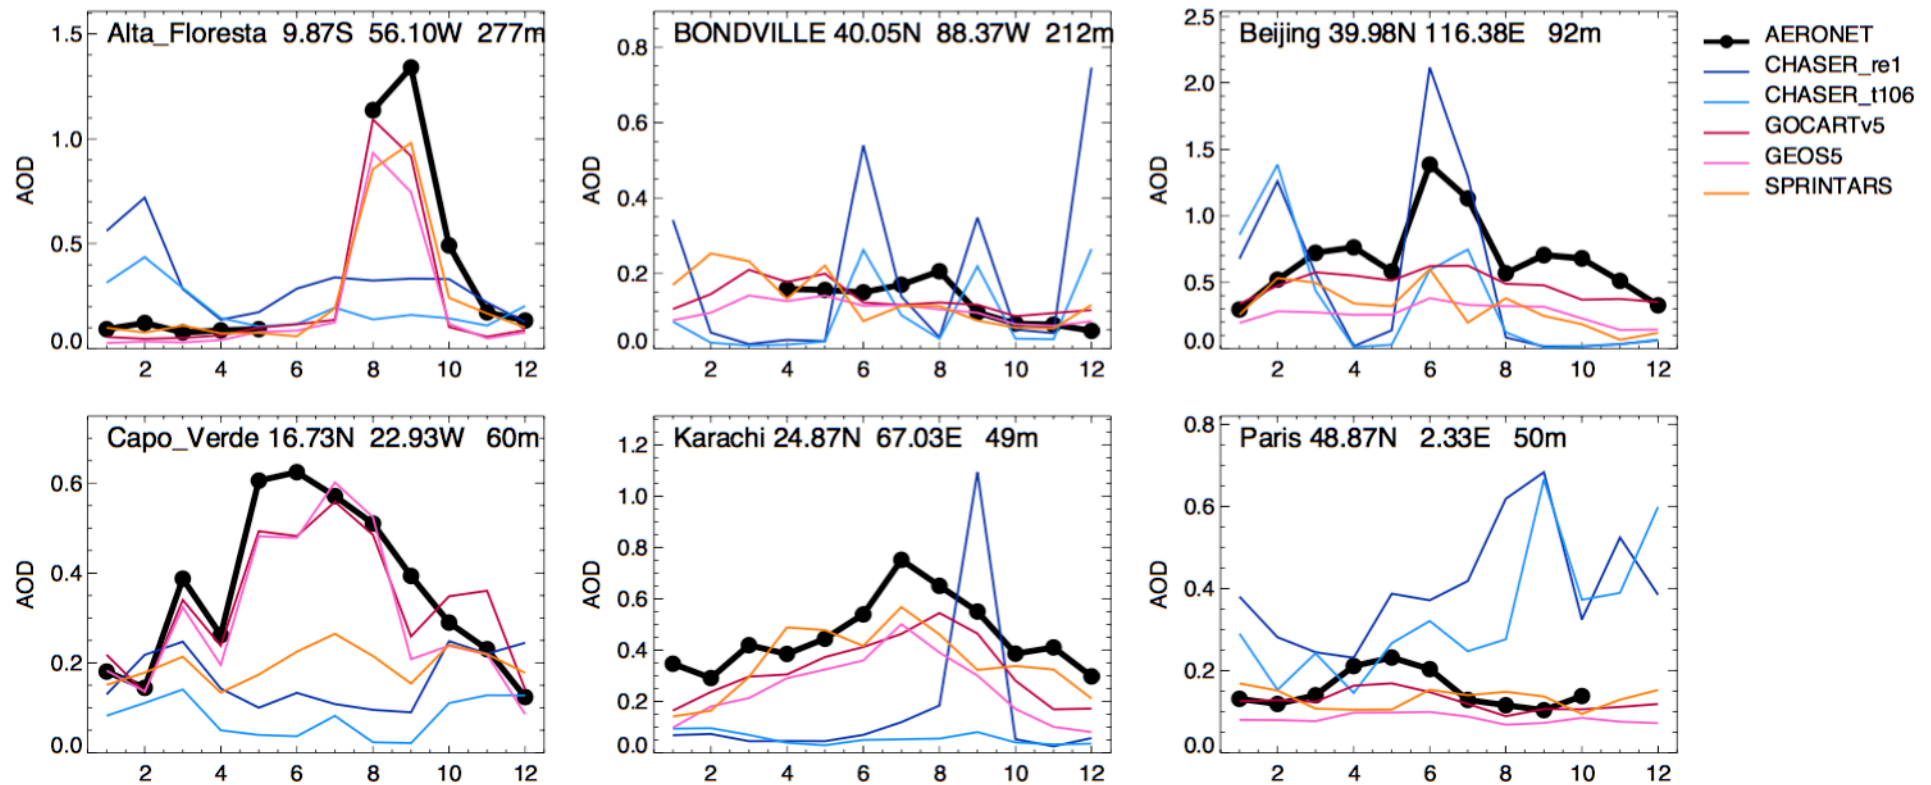 Alta_Floresta 9.87S 56.10W 277m
AOD
1.5
1.0
0.5
0.0
2 4 6 8 10 12
BONDVILLE 40.05N 88.37W 212m
AOD
0.8
0.6
0.4
0.2
0.0
2 4 6 8 10 12
Beijing 39.98N 116.38E 92m
AOD
2.5
2.0
1.5
1.0
0.5
0.0
2 4 6 8 10 12
AERONET
CHASER_re1
CHASER_t106
GOCARTv5
GEOS5
SPRINTARS
Capo_Verde 16.73N 22.93W 60m
AOD
0.6
0.4
0.2
0.0
2 4 6 8 10 12
Karachi 24.87N 67.03E 49m
AOD
1.2
1.0
0.8
0.6
0.4
0.2
0.0
2 4 6 8 10 12
Paris 48.87N 2.33E 50m
AOD
0.8
0.6
0.4
0.2
0.0
2 4 6 8 10 12